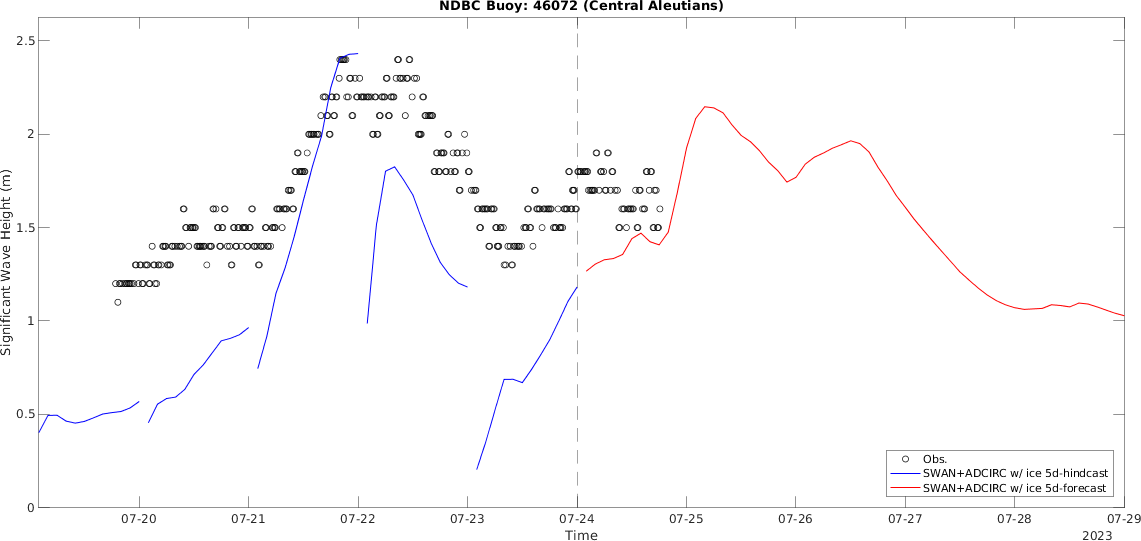 NDBC Buoy: 46072 (Central Aleutians)
Significant Wave Height (m)
2.5
2
1.5
1
0.5
0
Obs.
SWAN+ADCIRC w/ ice 5d-hindcast
SWAN+ADCIRC w/ ice 5d-forecast
07-20 07-21 07-22 07-23 07-24 07-25 07-26 07-27 07-28 07-29
Time
2023